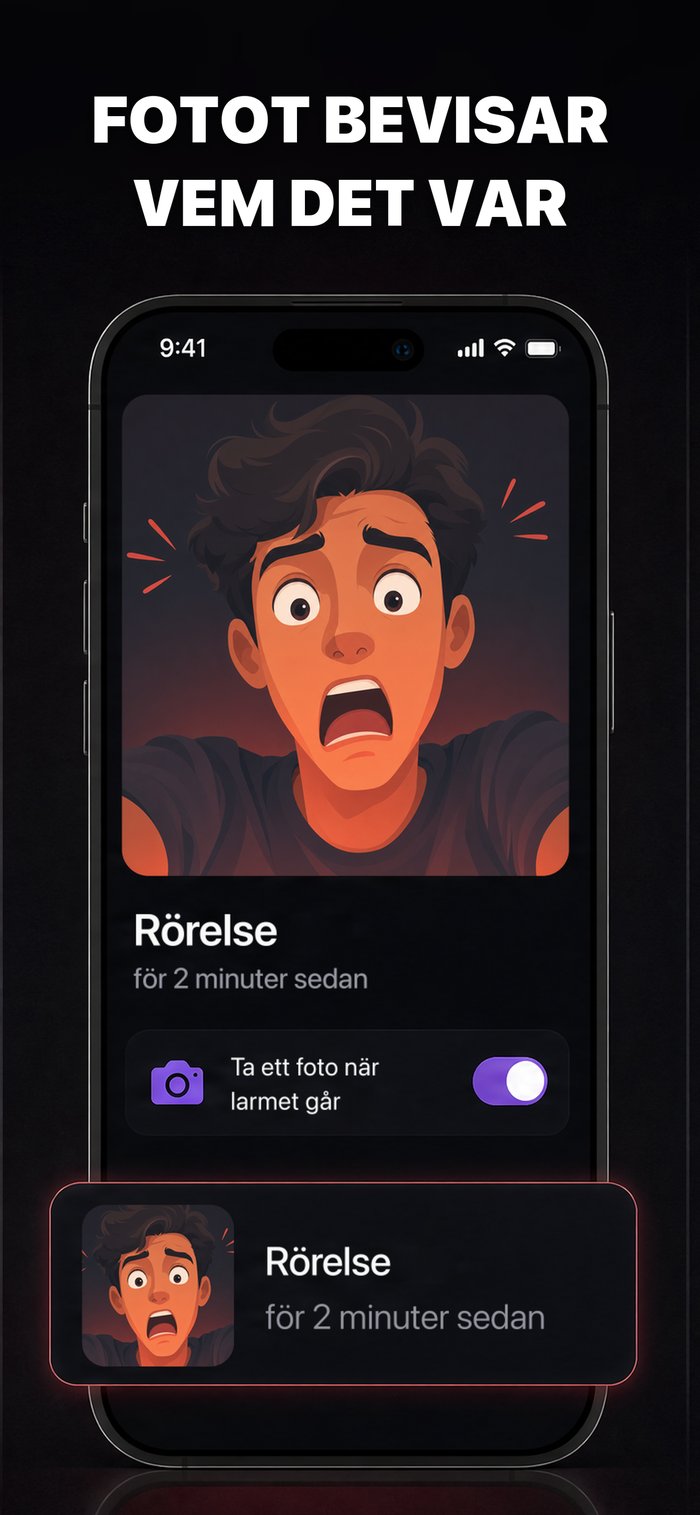 FOTOT BEVISAR
VEM DET VAR
9:41
Rörelse
för 2 minuter sedan
Ta ett foto när
larmet går
Rörelse
för 2 minuter sedan